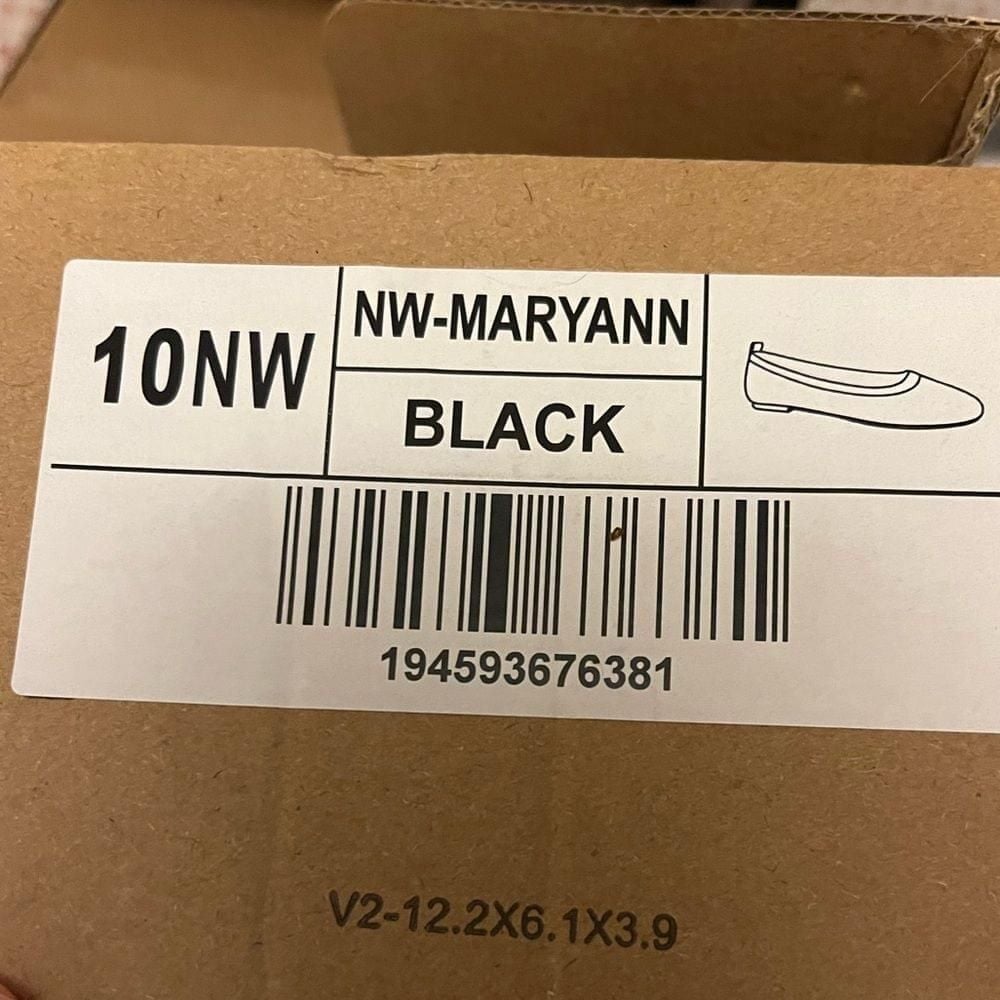 10NW
NW-MARYANN
BLACK
194593676381
V2-12.2X6.1X3.9